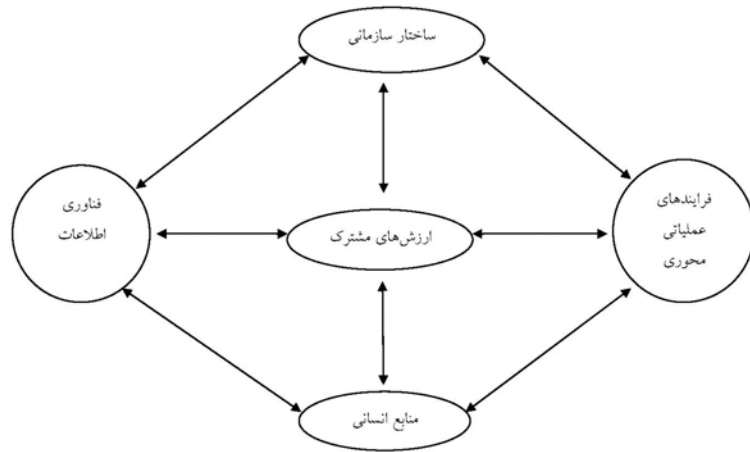 ساختار سازمانی
فرایندهای
عملیاتی
محوری
ارزش‌های مشترک
فناوری
اطلاعات
منابع انسانی